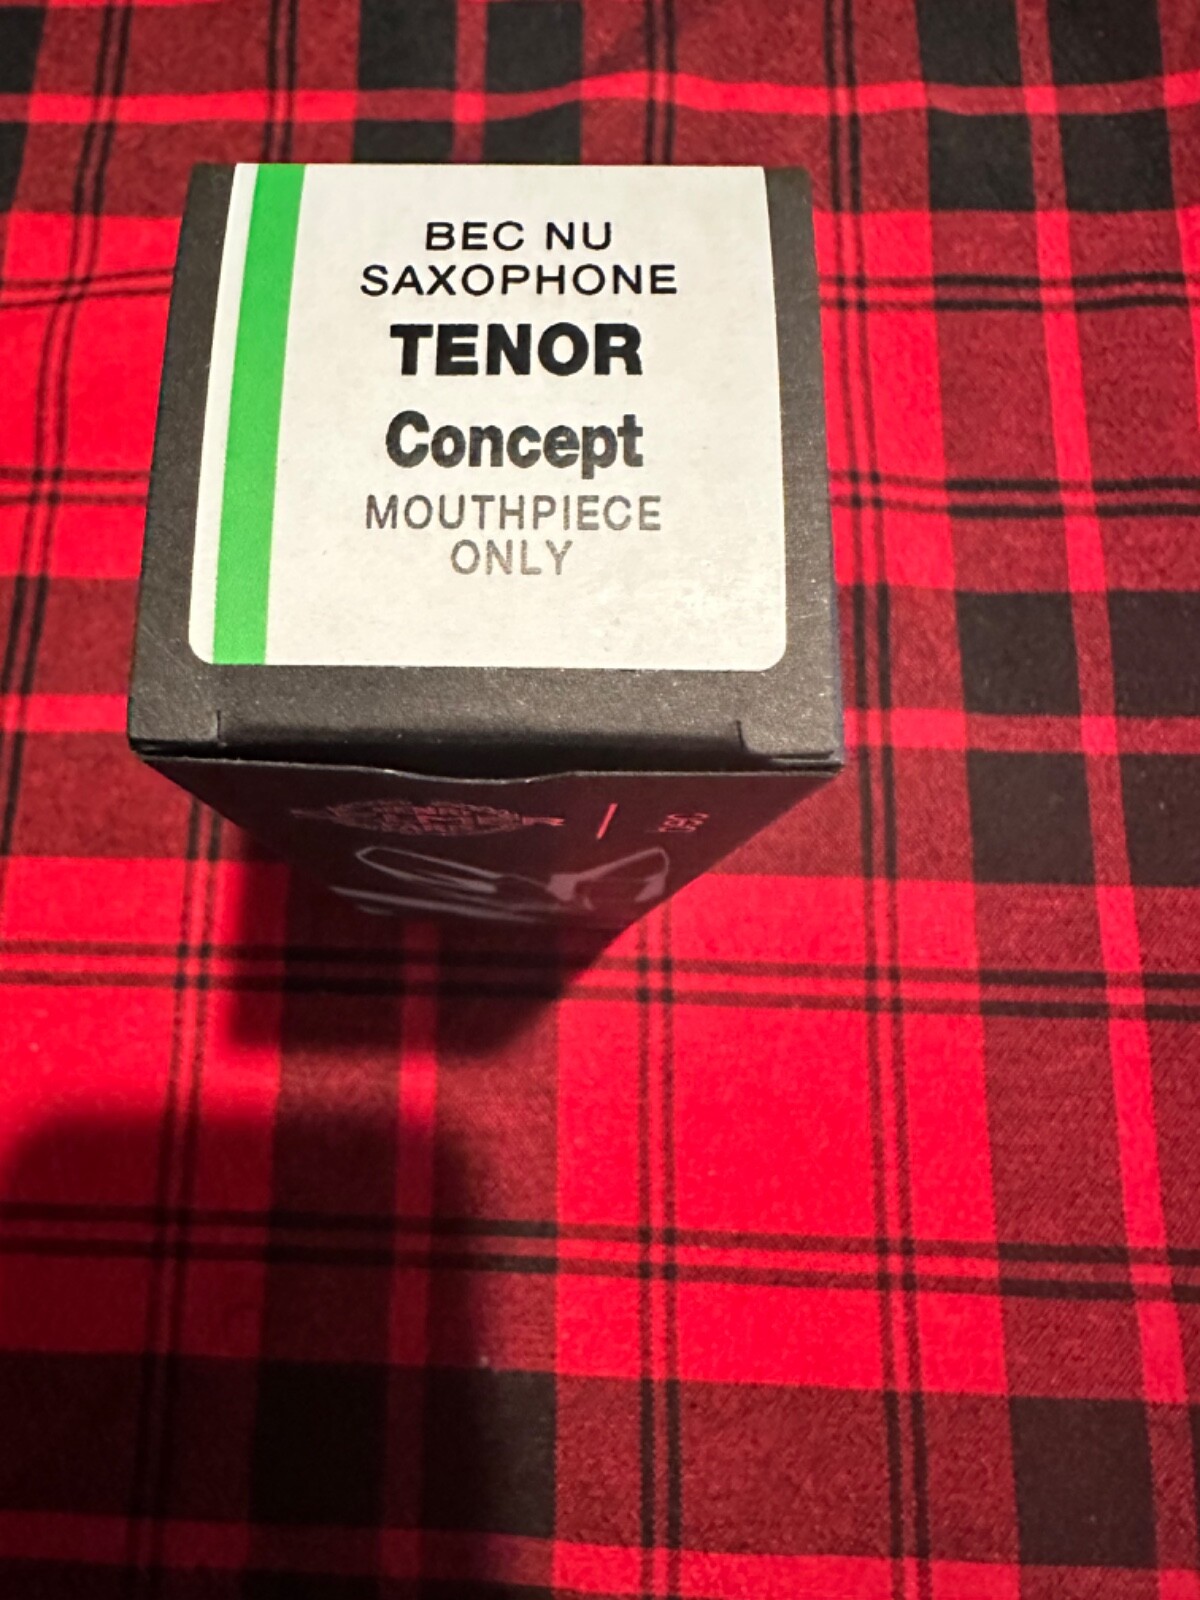 BEC NU
SAXOPHONE
TENOR
Concept
MOUTHPIECE
ONLY